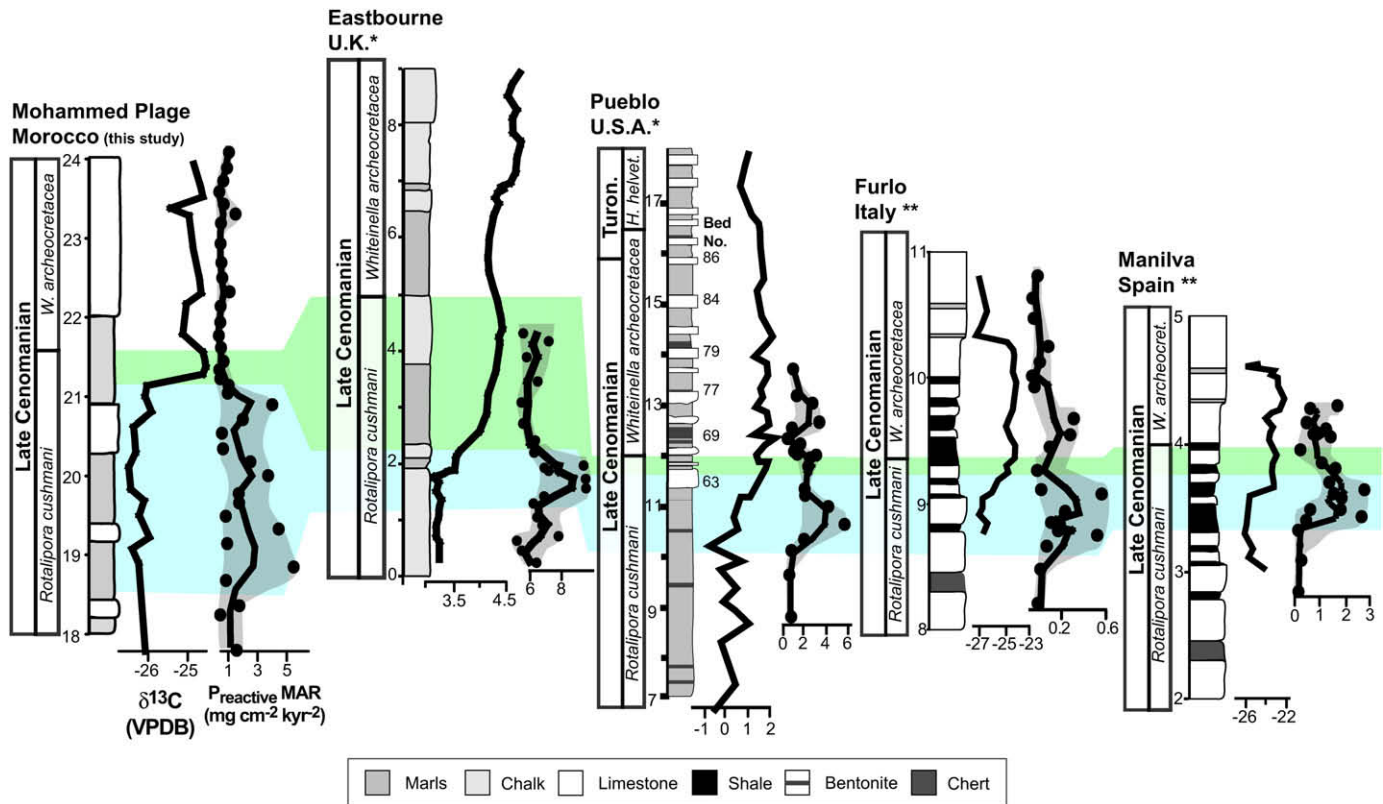 Mohammed Plage
Morocco (this study)
Late Cenomanian
W. archeocretacea
Rotalipora cushmani
24
23
22
21
20
19
18
-26 -25
δ13C
(VPDB)
1 3 5
Preactive MAR
(mg cm-2 kyr-2)
Eastbourne
U.K.*
Late Cenomanian
Whiteinella archeocretacea
Rotalipora cushmani
8
6
4
2
0
3.5 4.5
6 8
Pueblo
U.S.A.*
Turon.
Late Cenomanian
H. helvet.
Whiteinella archeocretacea
Rotalipora cushmani
17
15
13
11
9
7
Bed
No.
86
84
79
77
69
63
-1 0 1 2
0 2 4 6
Furlo
Italy **
Late Cenomanian
W. archeocretacea
Rotalipora cushmani
11
10
9
8
-27 -25 -23
0.2 0.6
Manilva
Spain **
Late Cenomanian
W. archeocret.
Rotalipora cushmani
5
4
3
2
-26 -22
0 1 2 3
Marls Chalk Limestone Shale Bentonite Chert